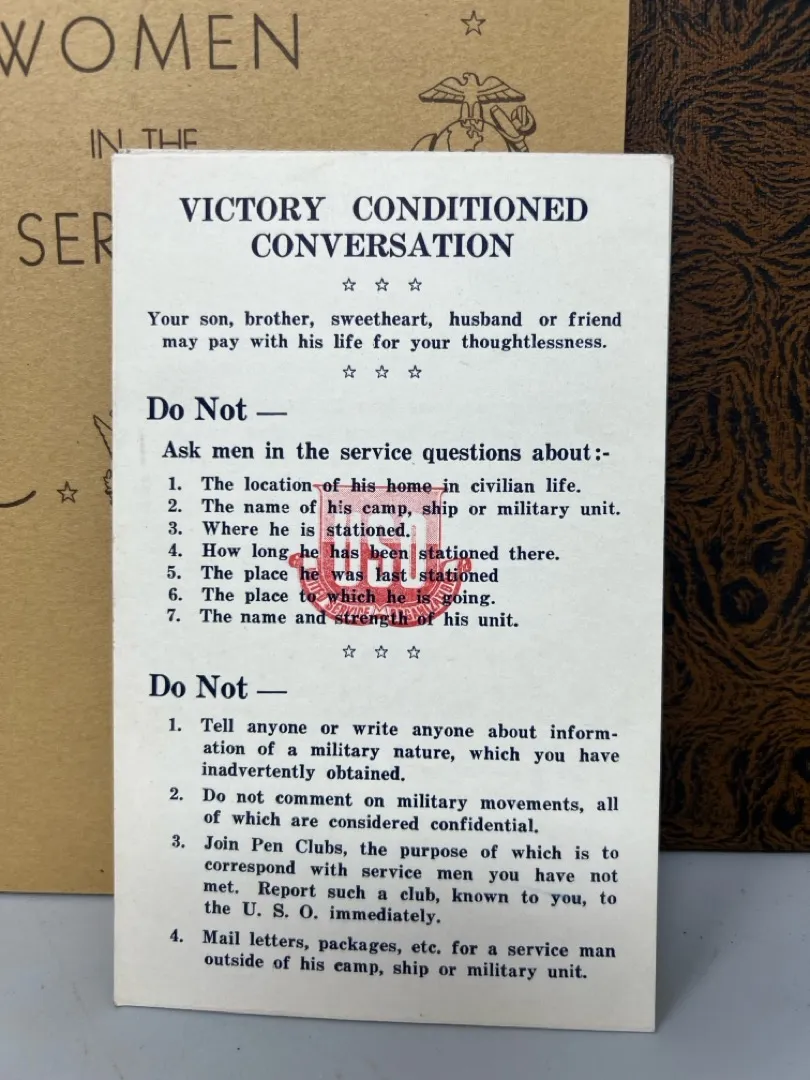 WOMEN
IN THE
SER
VICTORY CONDITIONED
CONVERSATION
Your son, brother, sweetheart, husband or friend
may pay with his life for your thoughtlessness.
Do Not —
Ask men in the service questions about:-
1. The location of his home in civilian life.
2. The name of his camp, ship or military unit.
3. Where he is stationed.
4. How long he has been stationed there.
5. The place he was last stationed
6. The place to which he is going.
7. The name and strength of his unit.
USO
Do Not —
1. Tell anyone or write anyone about inform-
ation of a military nature, which you have
inadvertently obtained.
2. Do not comment on military movements, all
of which are considered confidential.
3. Join Pen Clubs, the purpose of which is to
correspond with service men you have not
met. Report such a club, known to you, to
the U. S. O. immediately.
4. Mail letters, packages, etc. for a service man
outside of his camp, ship or military unit.